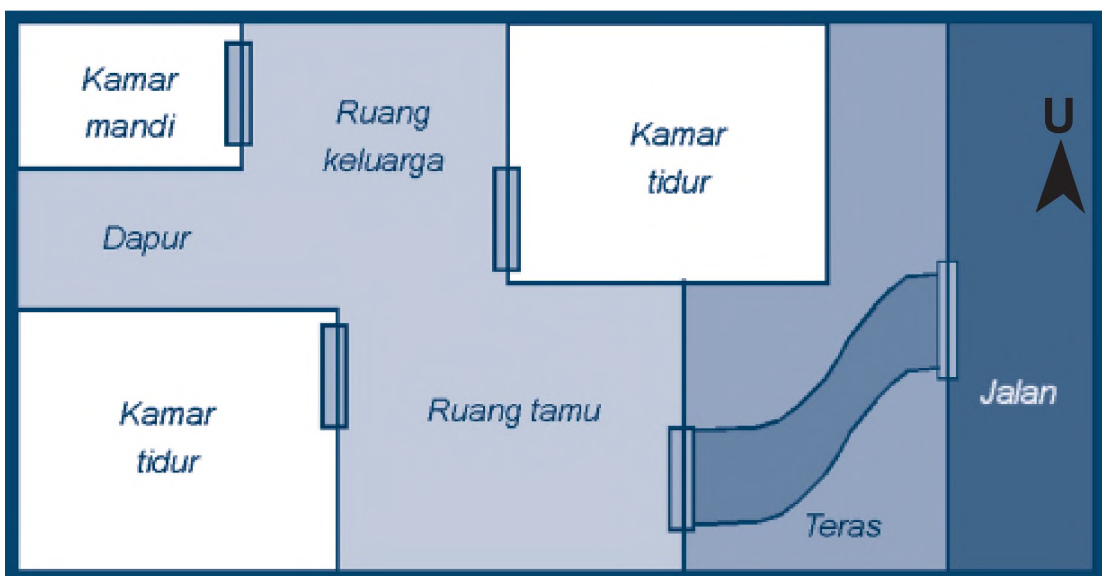 Kamar
mandi
Ruang
keluarga
Kamar
tidur
U
Dapur
Kamar
tidur
Ruang tamu
Jalan
Teras